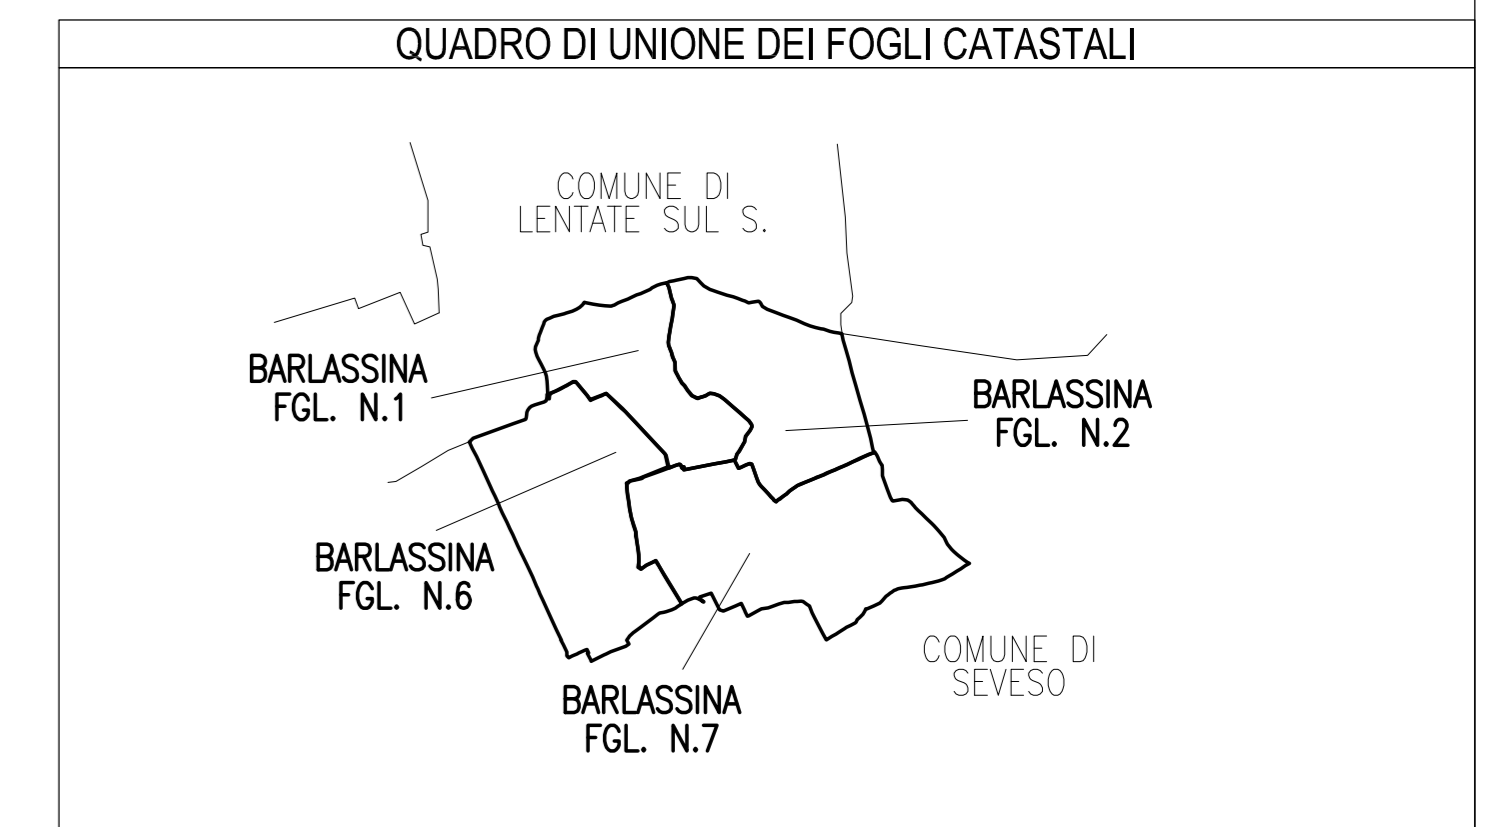 QUADRO DI UNIONE DEI FOGLI CATASTALI
COMUNE DI
LENTATE SUL S.
BARLASSINA
FGL. N.1
BARLASSINA
FGL. N.2
BARLASSINA
FGL. N.6
COMUNE DI
SEVESO
BARLASSINA
FGL. N.7